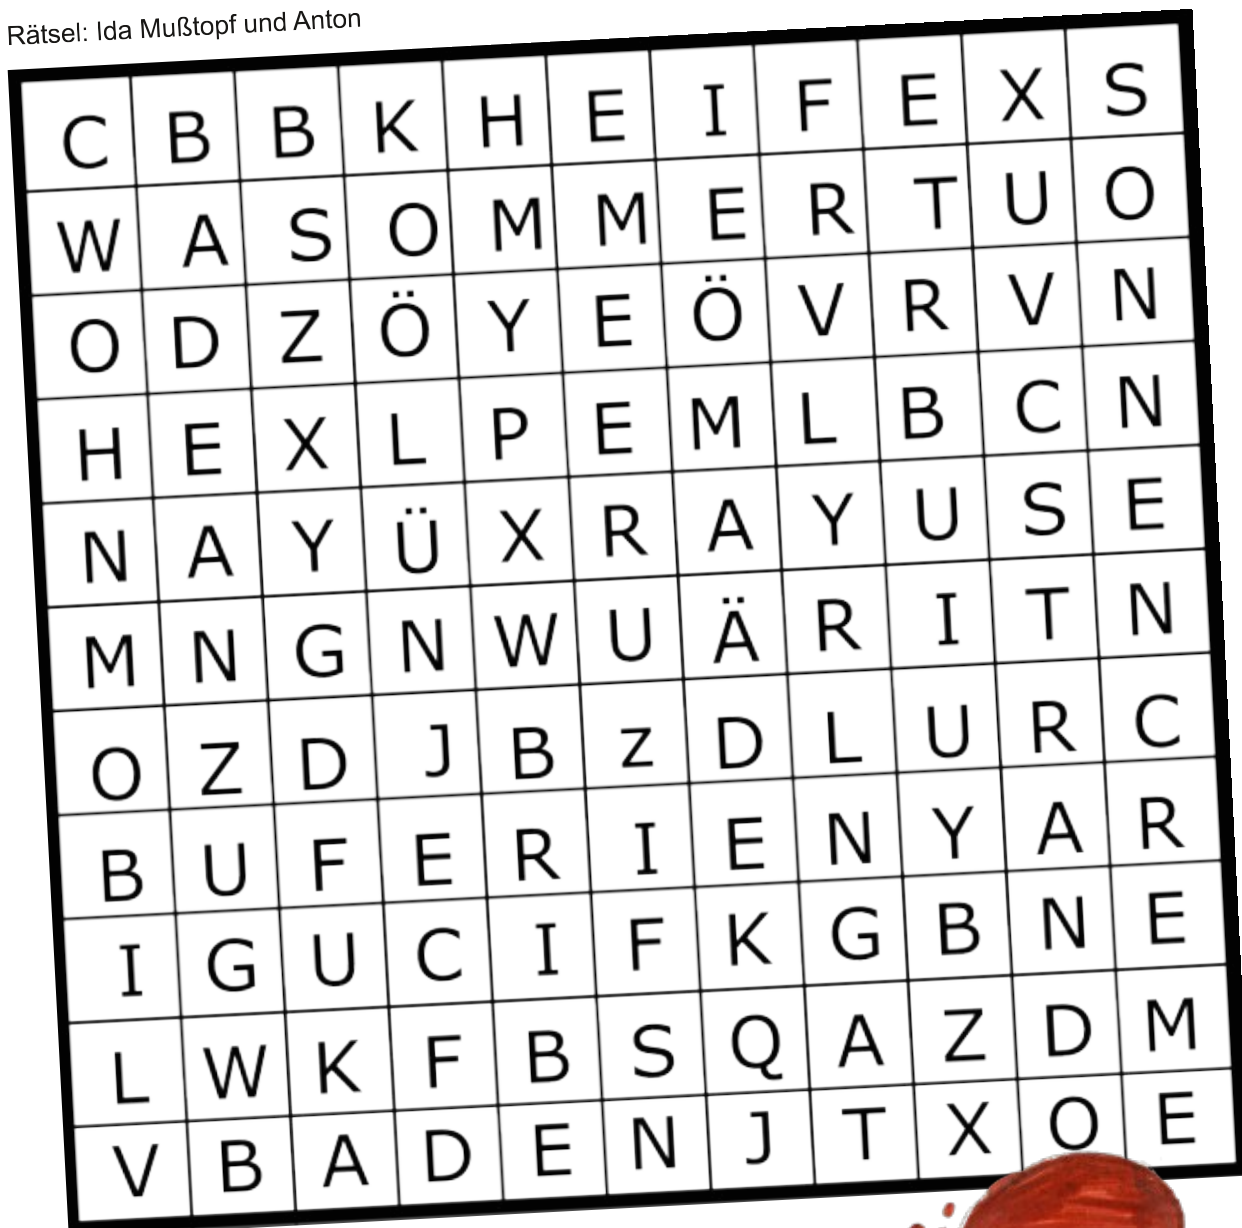 Rätsel: Ida Mußtopf und Anton
C B B K H E I F E X S
W A S O M M E R T U O
O D Z Ö Y E Ö V R V N
H E X L P E M L B C N
N A Y Ü X R A Y U S E
M N G N W U Ä R I T N
O Z D J B z D L U R C
B U F E R I E N Y A R
I G U C I F K G B N E
L W K F B S Q A Z D M
V B A D E N J T X O E